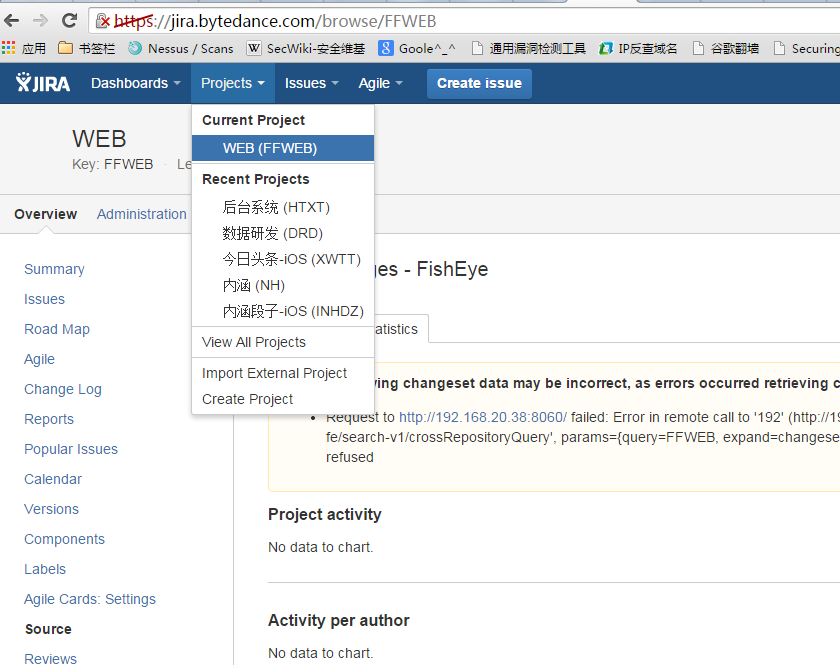 https://jira.bytedance.com/browse/FFWEB
应用 书签栏 Nessus / Scans SecWiki-安全维基 Goole^_^ 通用漏洞检测工具 IP反查域名 谷歌翻墙 Securing
JIRA Dashboards Projects Issues Agile Create issue
Current Project
WEB
WEB (FFWEB)
Key: FFWEB Le
Recent Projects
后台系统 (HTXT)
Overview Administration
数据研发 (DRD)
今日头条-iOS (XWTT)
Summary ges - FishEye
内涵 (NH)
Issues
内涵段子-iOS (INHDZ)
Road Map atistics
View All Projects
Agile
Import External Project
Change Log ving changeset data may be incorrect, as errors occurred retrieving c
Create Project
Reports
Request to http://192.168.20.38:8060/ failed: Error in remote call to '192' (http://19
fe/search-v1/crossRepositoryQuery', params={query=FFWEB, expand=changese
Popular Issues refused
Calendar
Versions Project activity
Components No data to chart.
Labels
Agile Cards: Settings
Source Activity per author
Reviews No data to chart.